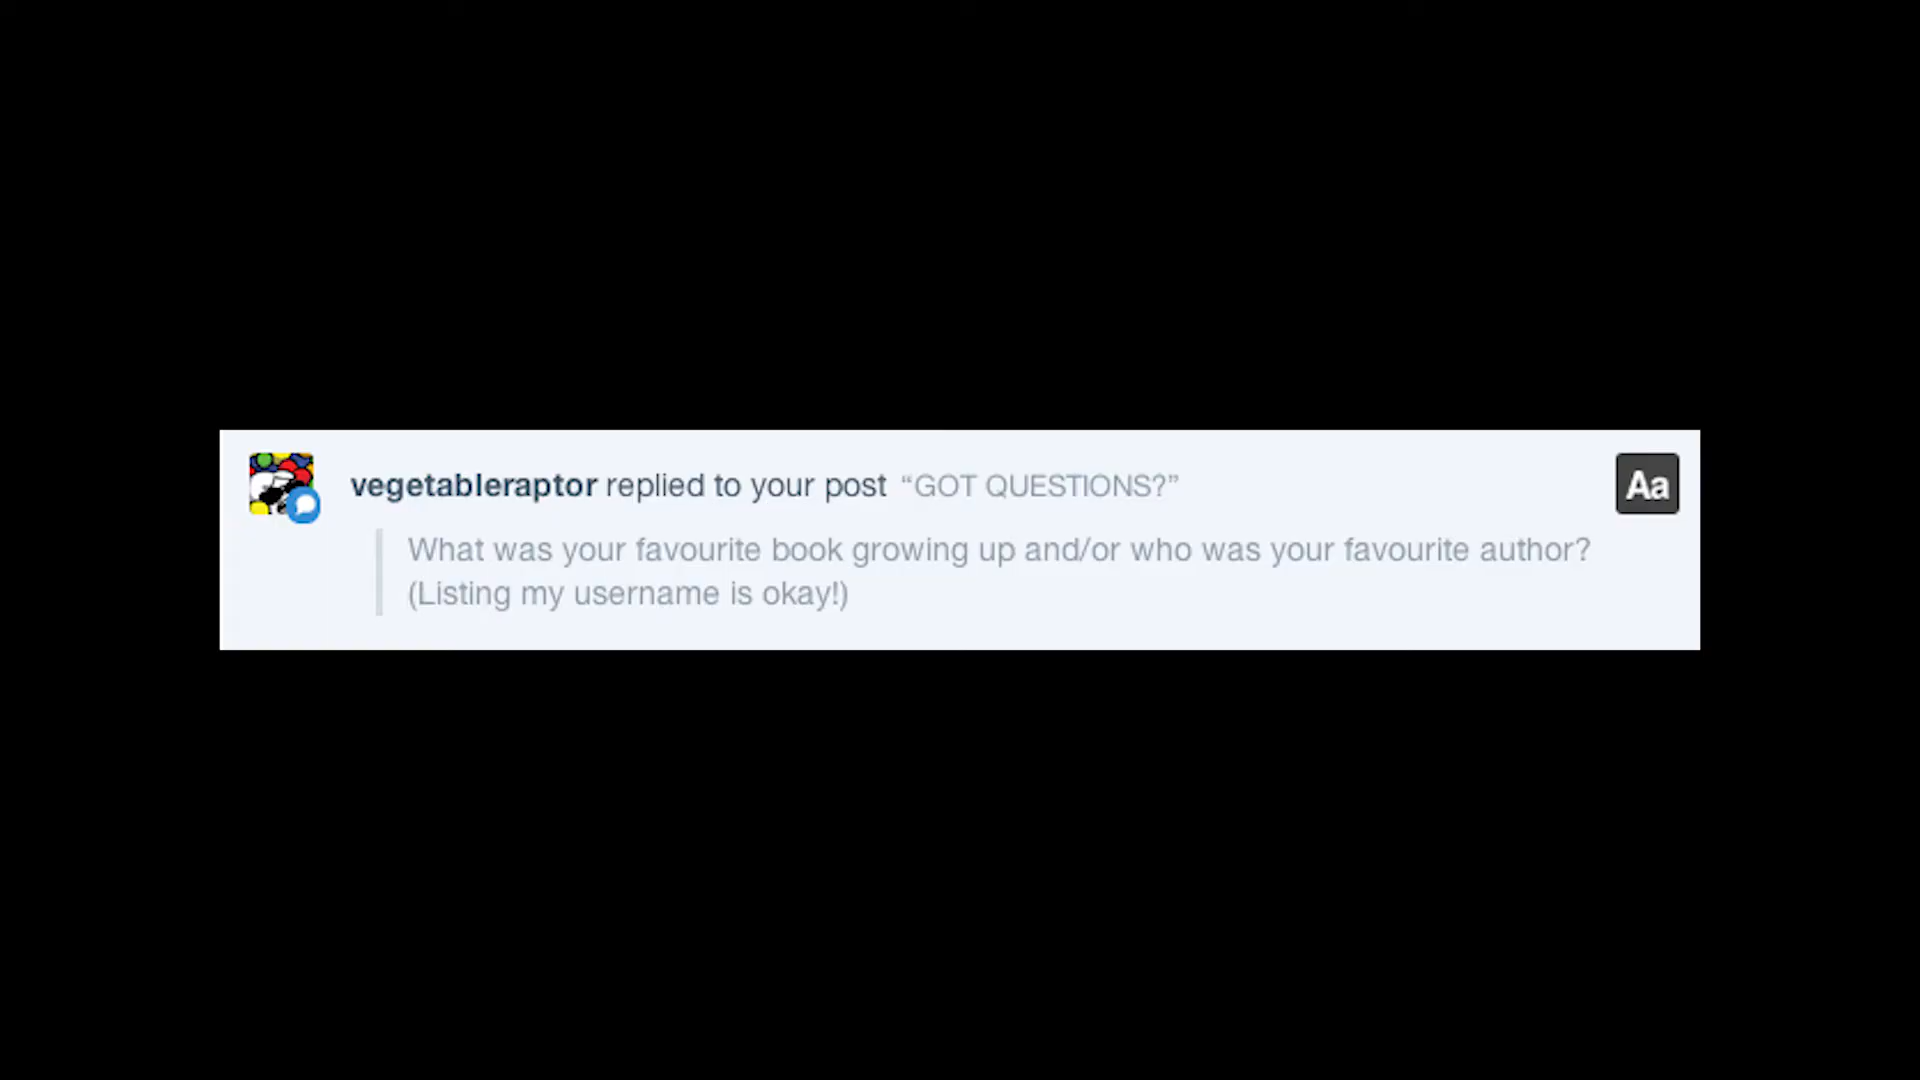 vegetableraptor replied to your post “GOT QUESTIONS?”
Aa
What was your favourite book growing up and/or who was your favourite author?
(Listing my username is okay!)